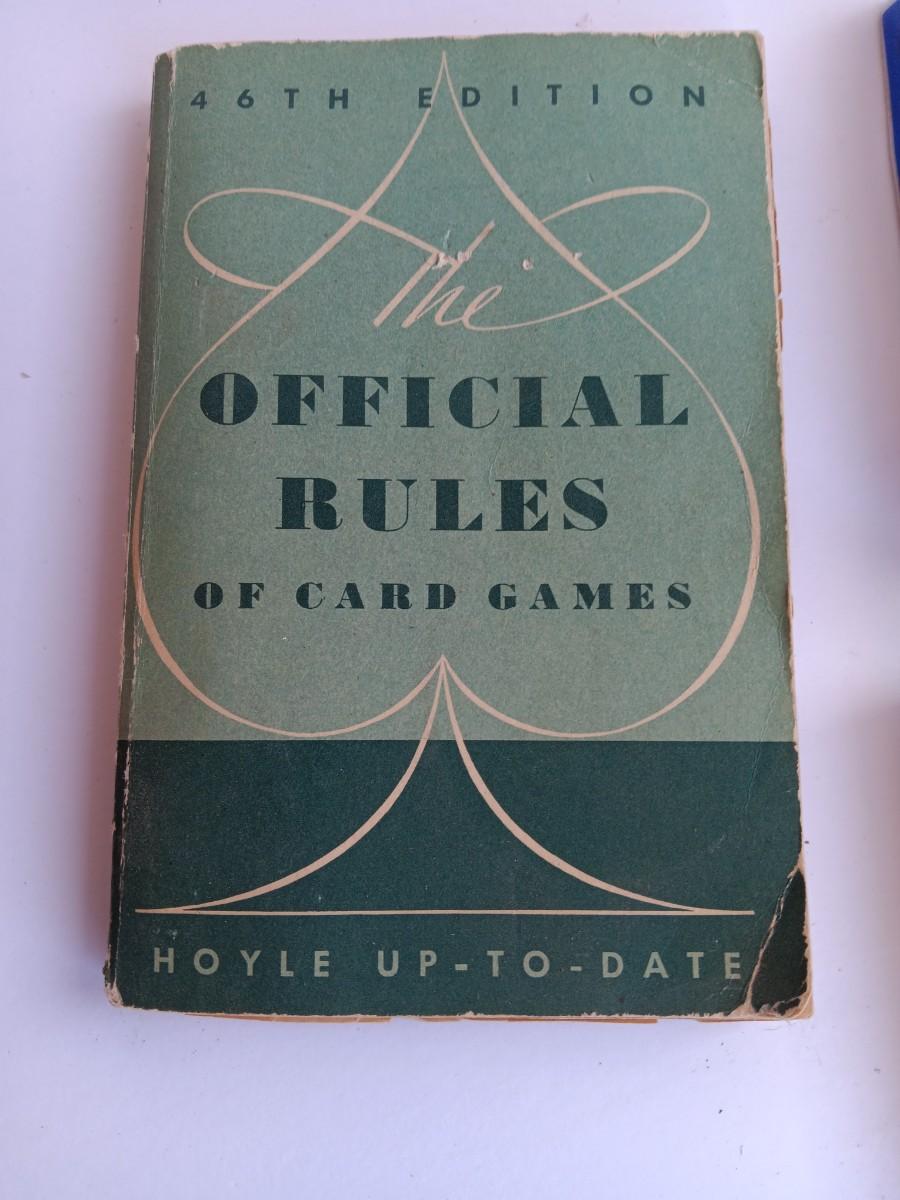 46TH EDITION
The
OFFICIAL
RULES
OF CARD GAMES
HOYLE UP-TO-DATE